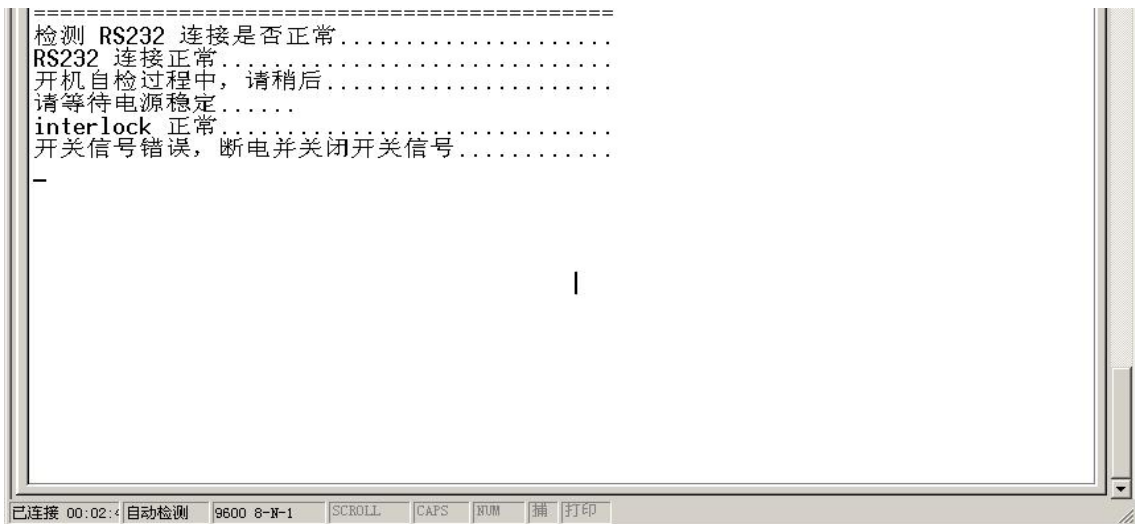 ==============================================
检测 RS232 连接是否正常.....................
RS232 连接正常..............................
开机自检过程中，请稍后......................
请等待电源稳定......
interlock 正常..............................
开关信号错误，断电并关闭开关信号............
_
已连接 00:02:4 自动检测 9600 8-N-1 SCROLL CAPS NUM 捕 打印